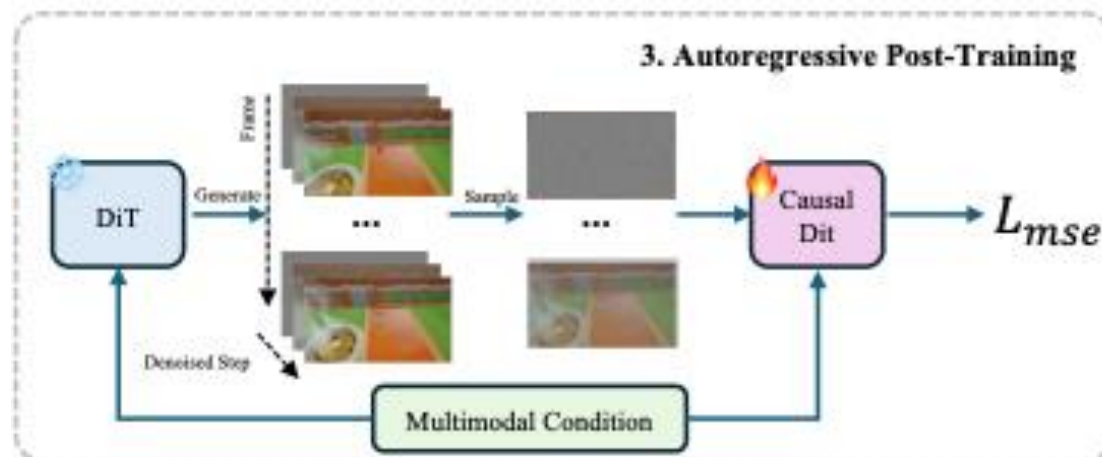 3. Autoregressive Post-Training
Frame
DiT
Generate
...
Sample
...
Causal
Dit
L_mse
Denoised Step
Multimodal Condition